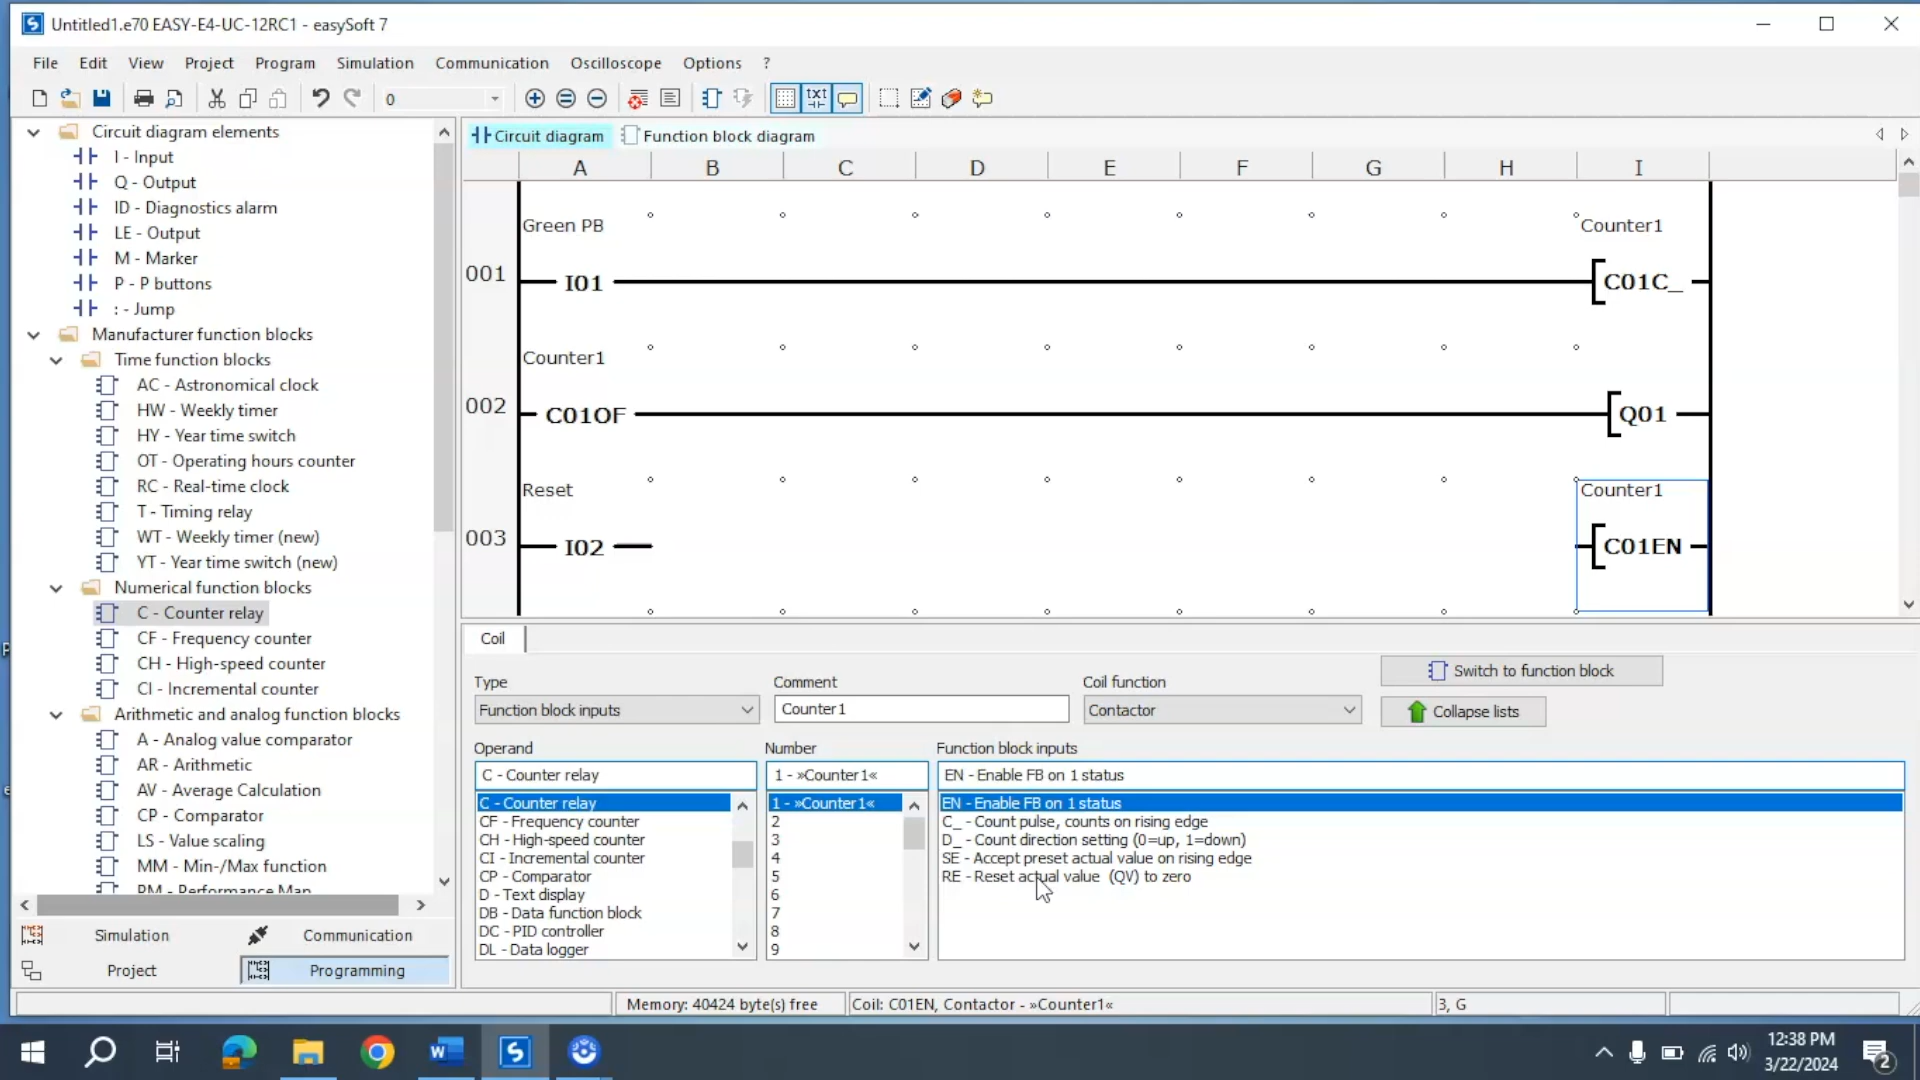 Untitled1.e70 EASY-E4-UC-12RC1 - easySoft 7
File Edit View Project Program Simulation Communication Oscilloscope Options ?
0 txt
Circuit diagram elements
I - Input
Q - Output
ID - Diagnostics alarm
LE - Output
M - Marker
P - P buttons
: - Jump
Manufacturer function blocks
Time function blocks
AC - Astronomical clock
HW - Weekly timer
HY - Year time switch
OT - Operating hours counter
RC - Real-time clock
T - Timing relay
WT - Weekly timer (new)
YT - Year time switch (new)
Numerical function blocks
C - Counter relay
CF - Frequency counter
CH - High-speed counter
CI - Incremental counter
Arithmetic and analog function blocks
A - Analog value comparator
AR - Arithmetic
AV - Average Calculation
CP - Comparator
LS - Value scaling
MM - Min-/Max function
PM - Performance Map
Simulation Communication
Project Programming
Circuit diagram Function block diagram
A B C D E F G H I
Green PB Counter1
001 I01 C01C_
Counter1
002 C01OF Q01
Reset Counter1
003 I02 C01EN
Coil
Type Comment Coil function Switch to function block
Function block inputs Counter1 Contactor Collapse lists
Operand Number Function block inputs
C - Counter relay 1 - »Counter1« EN - Enable FB on 1 status
C - Counter relay 1 - »Counter1« EN - Enable FB on 1 status
CF - Frequency counter 2 C_ - Count pulse, counts on rising edge
CH - High-speed counter 3 D_ - Count direction setting (0=up, 1=down)
CI - Incremental counter 4 SE - Accept preset actual value on rising edge
CP - Comparator 5 RE - Reset actual value (QV) to zero
D - Text display 6
DB - Data function block 7
DC - PID controller 8
DL - Data logger 9
Memory: 40424 byte(s) free Coil: C01EN, Contactor - »Counter1« 3, G
12:38 PM
3/22/2024
2